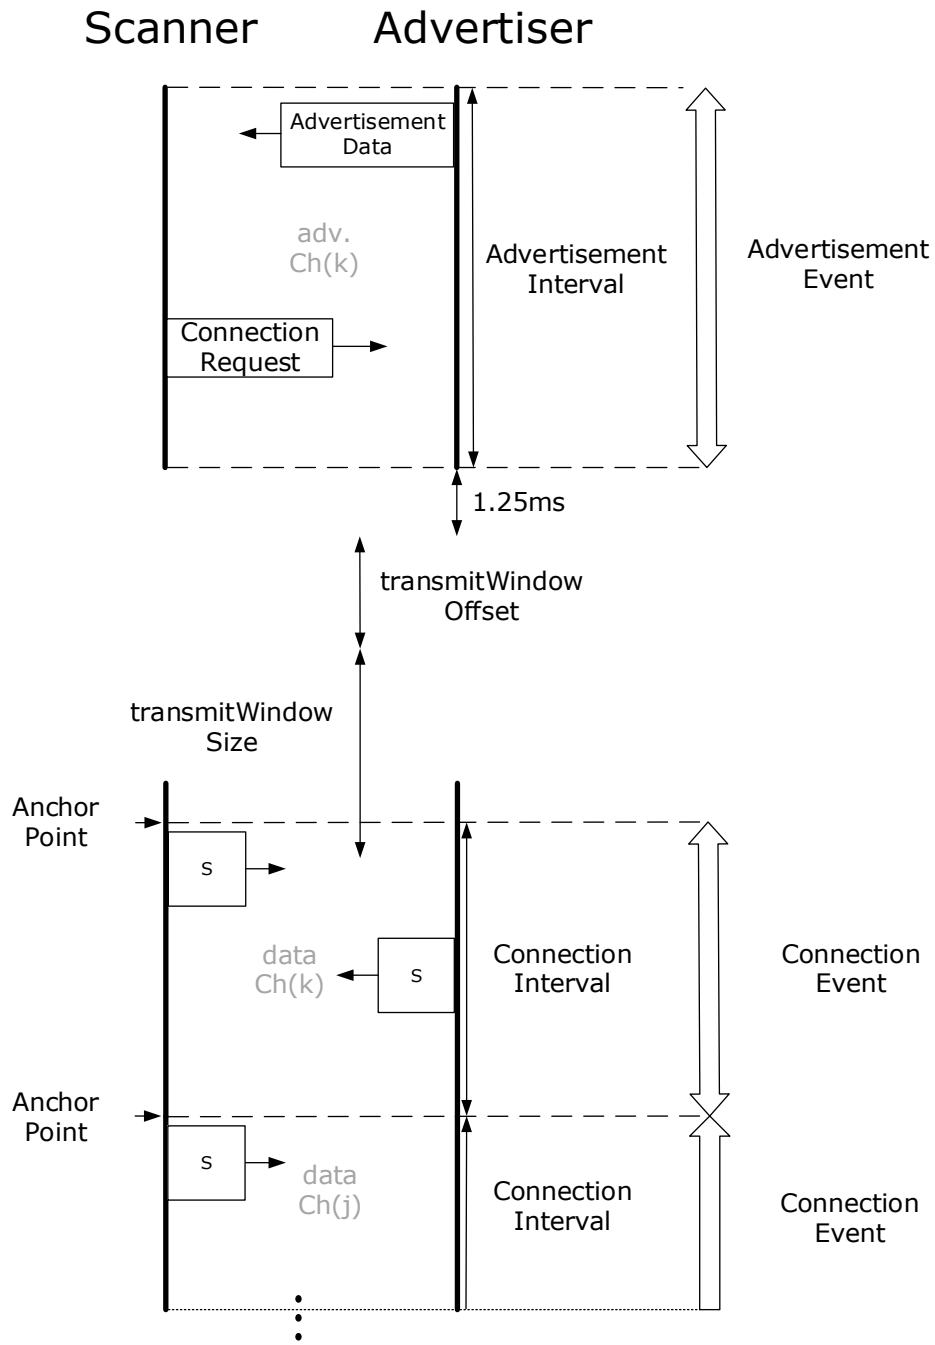 Scanner
Advertiser
Advertisement
Data
adv.
Ch(k)
Advertisement
Interval
Advertisement
Event
Connection
Request
1.25ms
transmitWindow
Offset
transmitWindow
Size
Anchor
Point
S
data
Ch(k)
S
Connection
Interval
Connection
Event
Anchor
Point
S
data
Ch(j)
Connection
Interval
Connection
Event